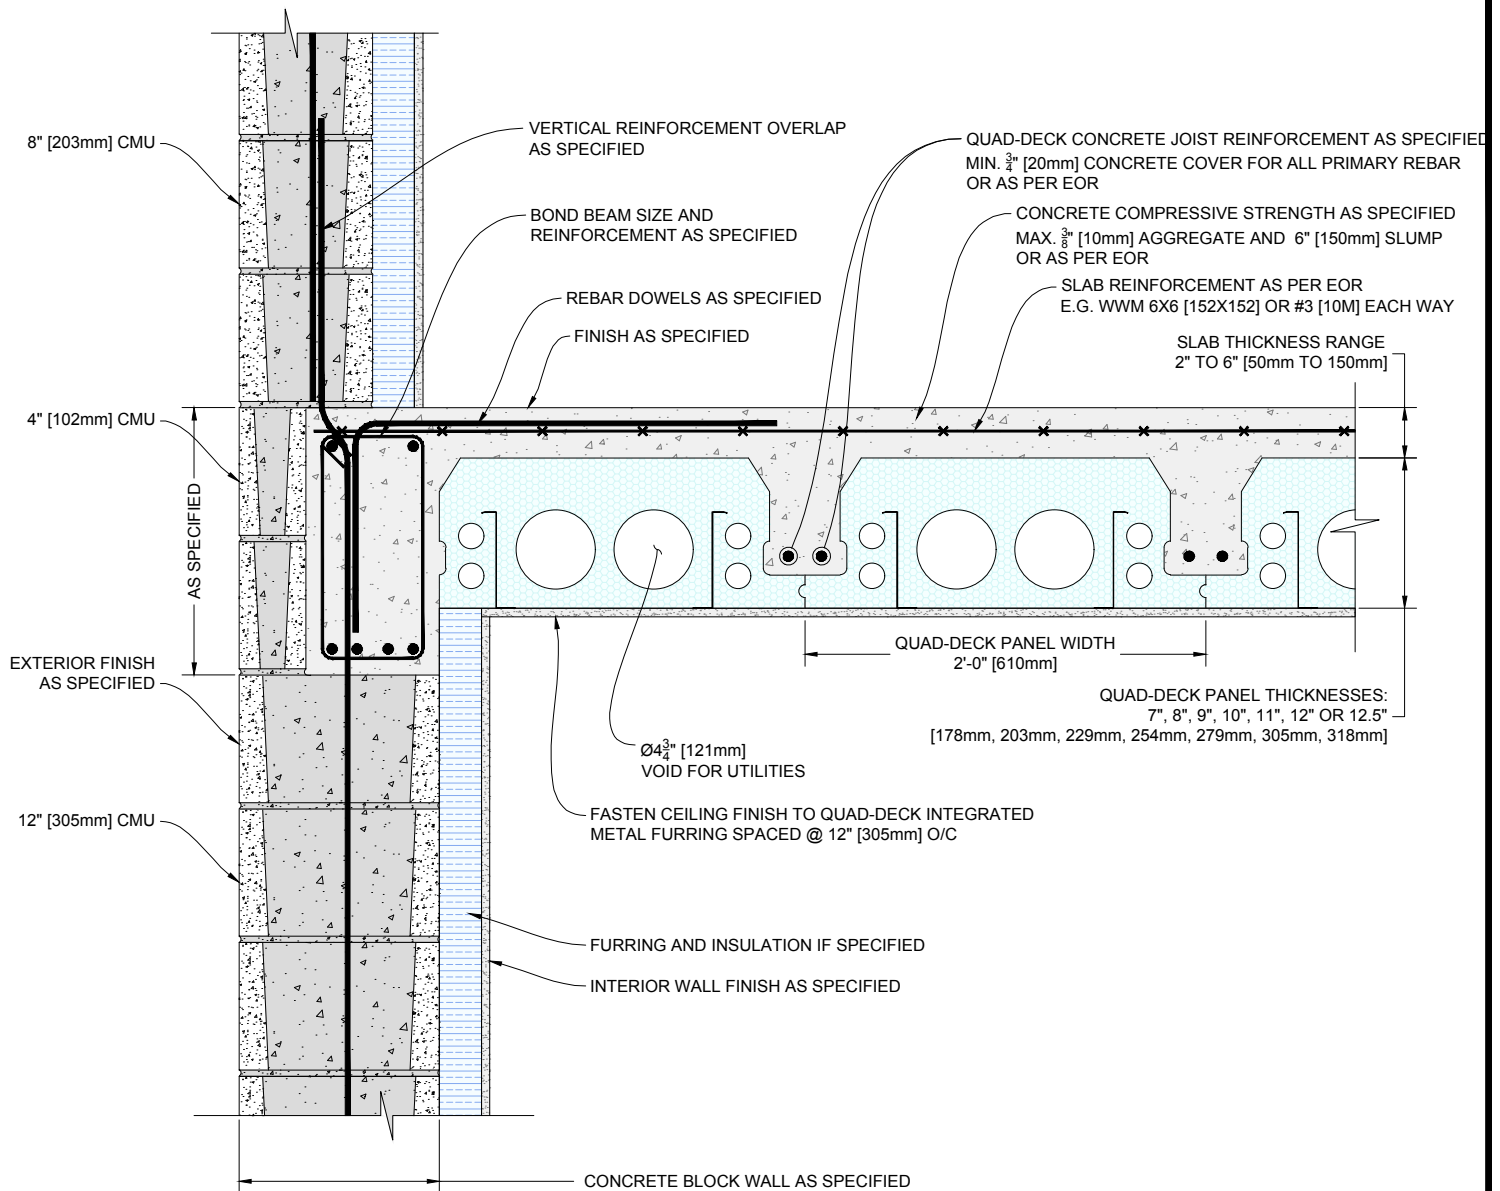 8" [203mm] CMU
VERTICAL REINFORCEMENT OVERLAP
AS SPECIFIED
QUAD-DECK CONCRETE JOIST REINFORCEMENT AS SPECIFIED
MIN. 3/4" [20mm] CONCRETE COVER FOR ALL PRIMARY REBAR
OR AS PER EOR
BOND BEAM SIZE AND
REINFORCEMENT AS SPECIFIED
CONCRETE COMPRESSIVE STRENGTH AS SPECIFIED
MAX. 3/8" [10mm] AGGREGATE AND 6" [150mm] SLUMP
OR AS PER EOR
REBAR DOWELS AS SPECIFIED
SLAB REINFORCEMENT AS PER EOR
E.G. WWM 6X6 [152X152] OR #3 [10M] EACH WAY
FINISH AS SPECIFIED
SLAB THICKNESS RANGE
2" TO 6" [50mm TO 150mm]
4" [102mm] CMU
AS SPECIFIED
EXTERIOR FINISH
AS SPECIFIED
QUAD-DECK PANEL WIDTH
2'-0" [610mm]
QUAD-DECK PANEL THICKNESSES:
7", 8", 9", 10", 11", 12" OR 12.5"
[178mm, 203mm, 229mm, 254mm, 279mm, 305mm, 318mm]
Ø4 3/4" [121mm]
VOID FOR UTILITIES
12" [305mm] CMU
FASTEN CEILING FINISH TO QUAD-DECK INTEGRATED
METAL FURRING SPACED @ 12" [305mm] O/C
FURRING AND INSULATION IF SPECIFIED
INTERIOR WALL FINISH AS SPECIFIED
CONCRETE BLOCK WALL AS SPECIFIED